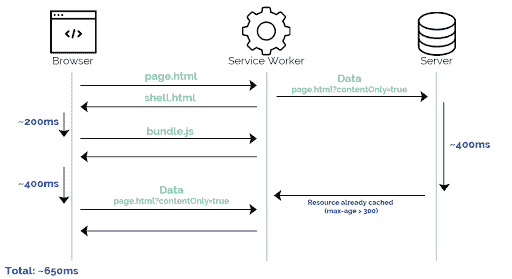 </>
Browser
Service Worker
Server
page.html
Data
page.html?contentOnly=true
shell.html
~200ms
bundle.js
~400ms
~400ms
Data
page.html?contentOnly=true
Resource already cached
(max-age > 300)
Total: ~650ms